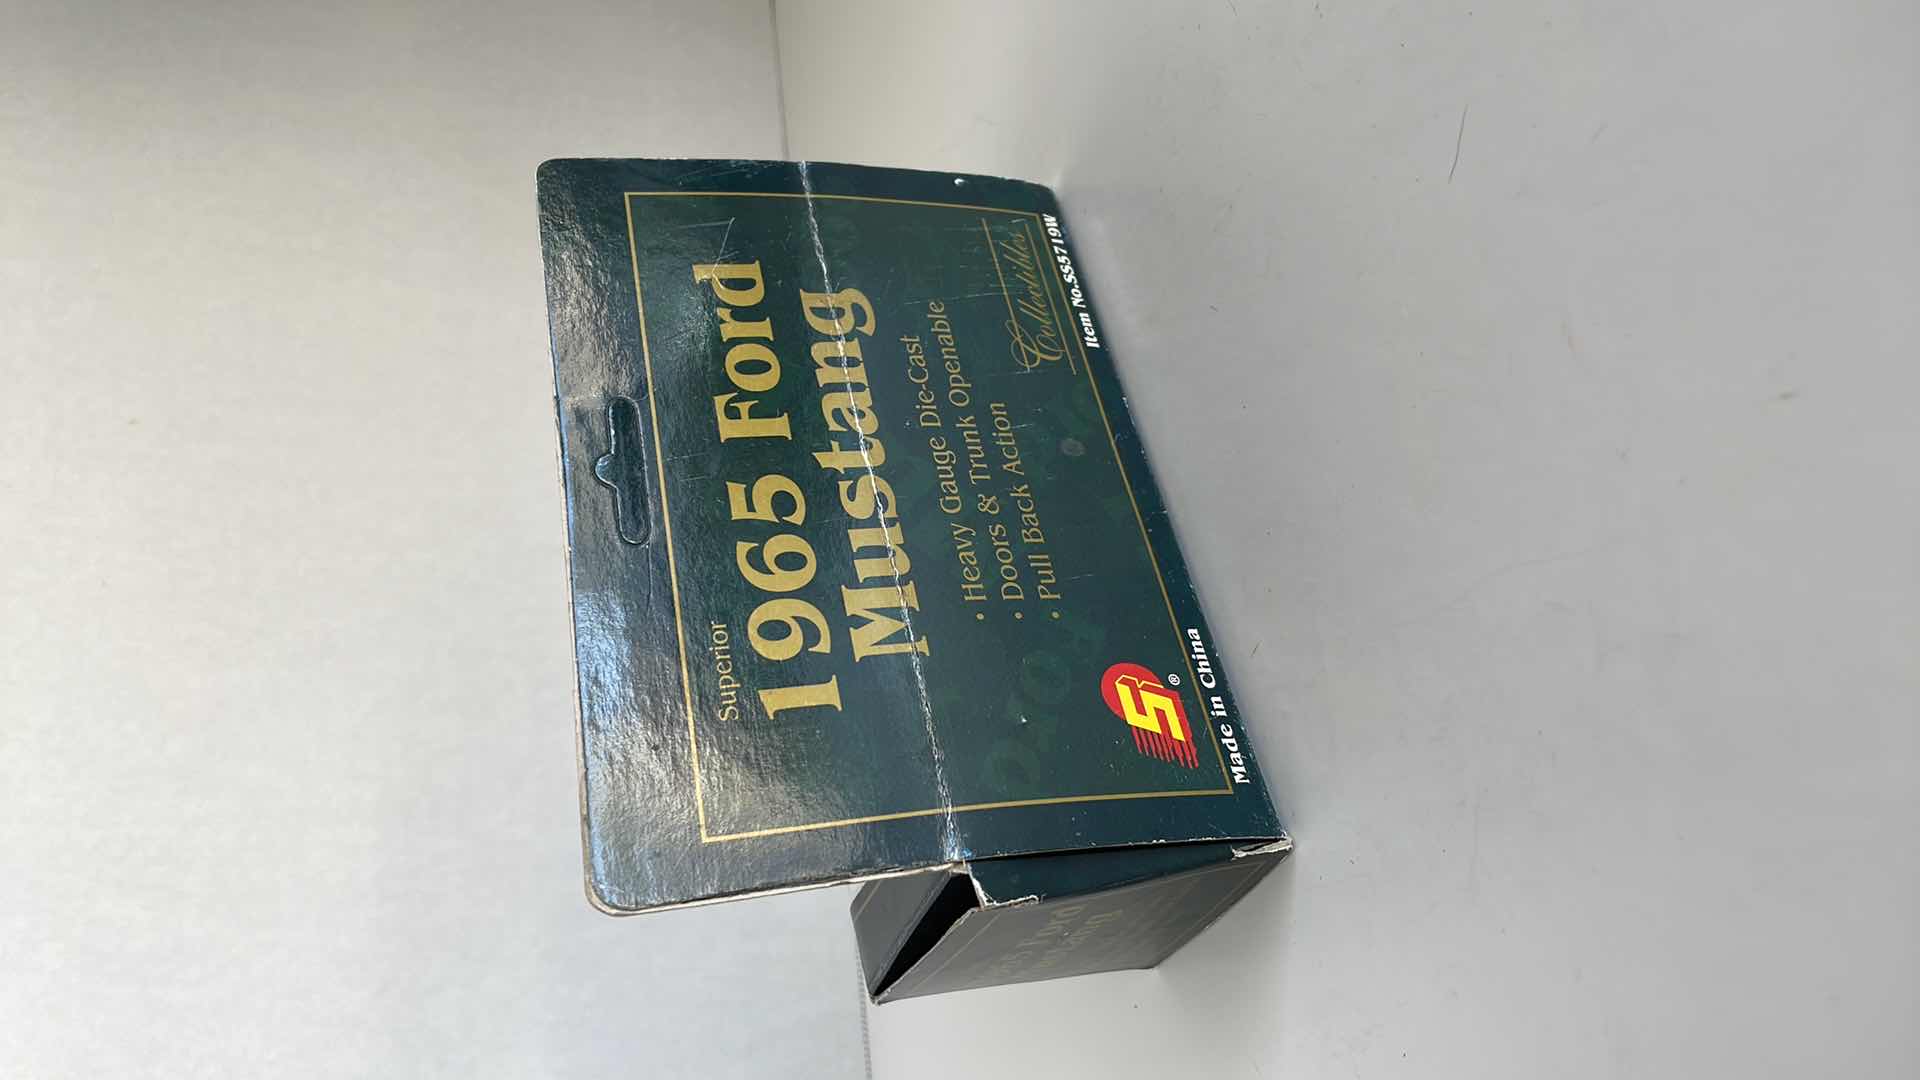 Superior
1965 Ford
Mustang
• Heavy Gauge Die-Cast
• Doors & Trunk Openable
• Pull Back Action
Collectibles
S®
Made in China
Item No.SS5719W
Ford